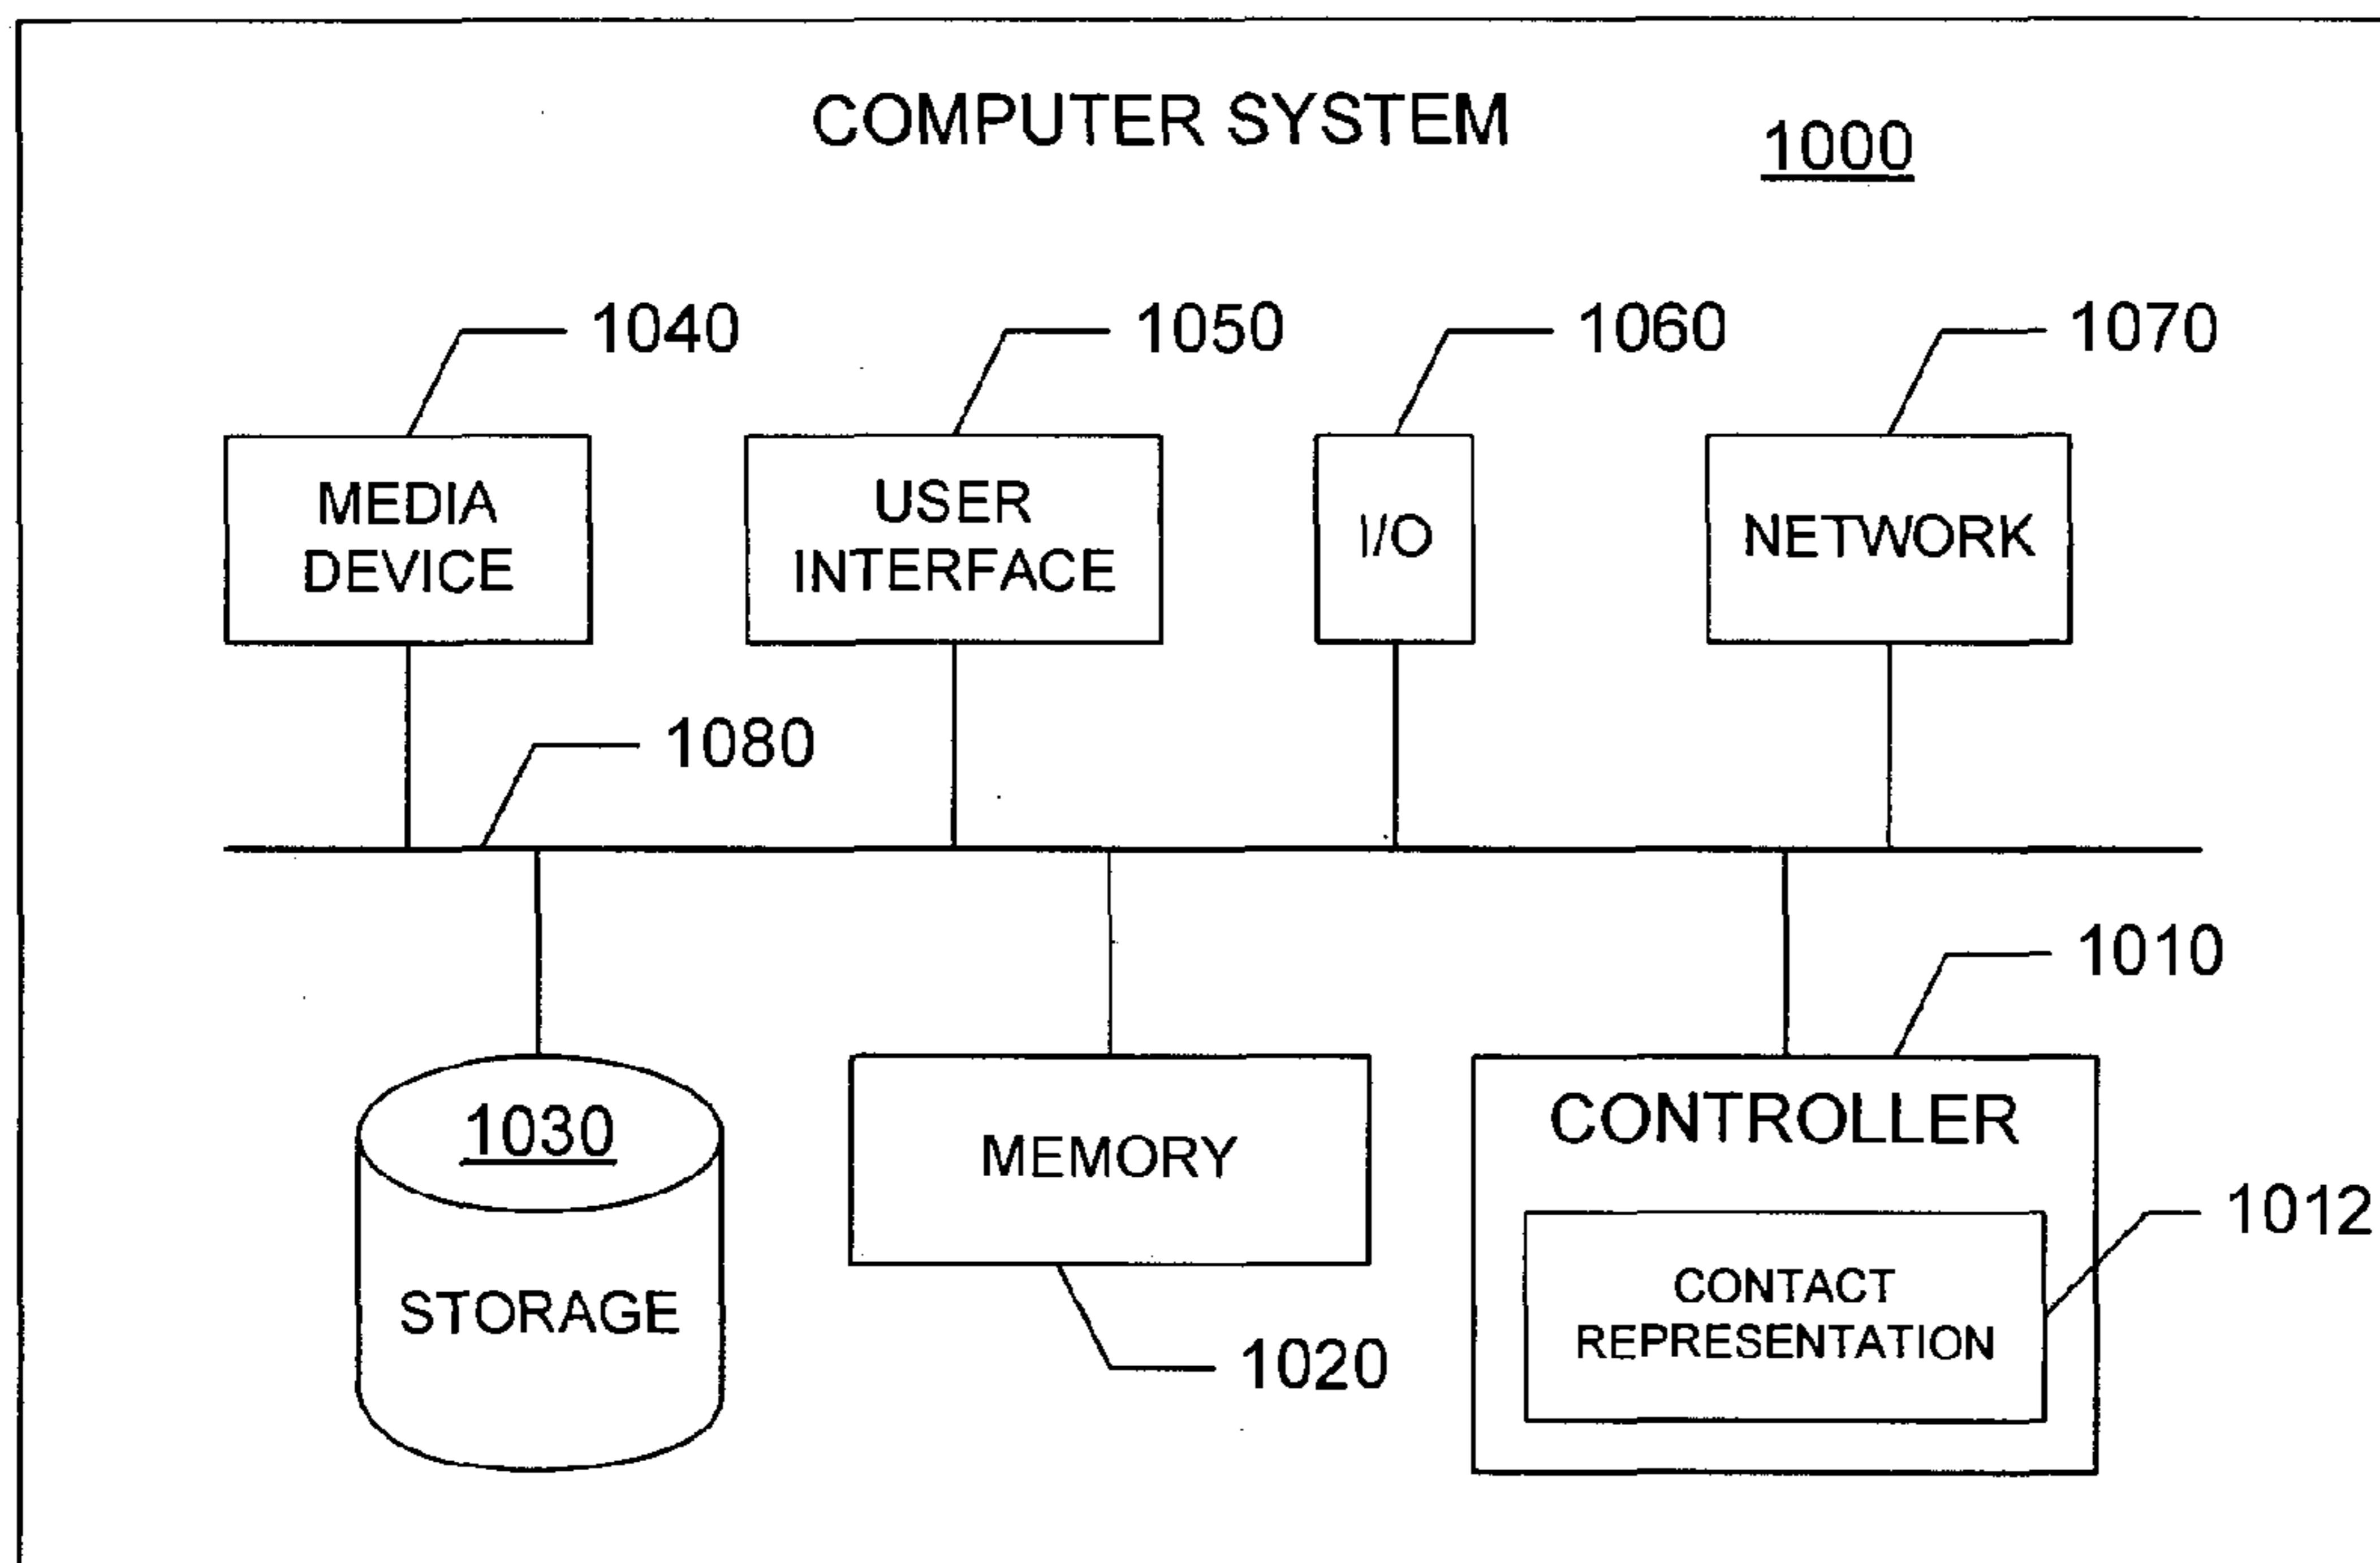 COMPUTER SYSTEM
1000
1040
1050
1060
1070
MEDIA
DEVICE
USER
INTERFACE
I/O
NETWORK
1080
1010
1030
STORAGE
MEMORY
1020
CONTROLLER
1012
CONTACT
REPRESENTATION